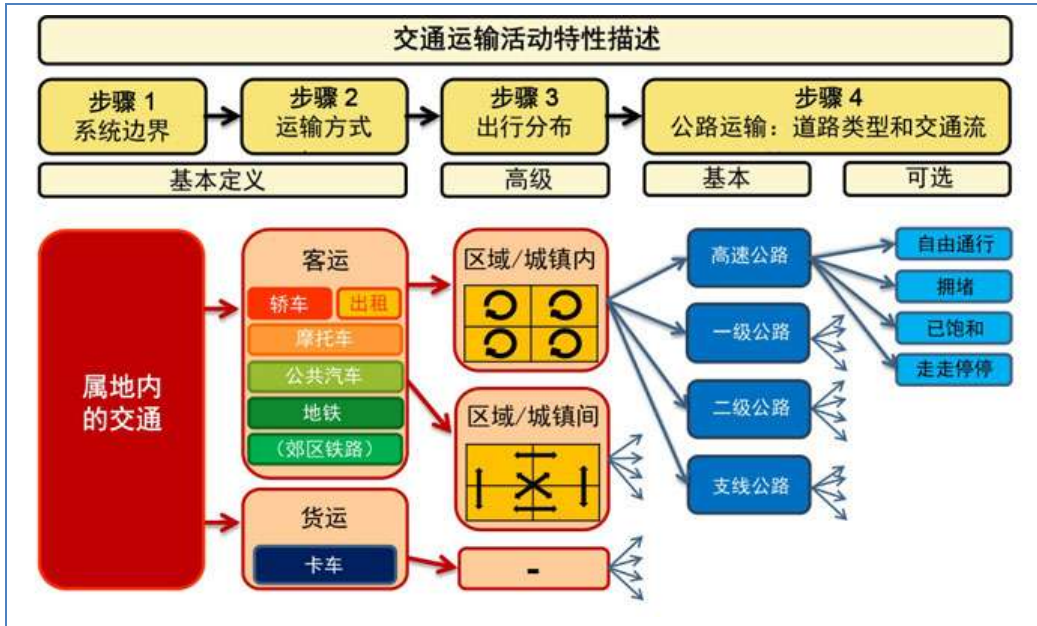 交通运输活动特性描述
步骤 1
系统边界
步骤 2
运输方式
步骤 3
出行分布
步骤 4
公路运输：道路类型和交通流
基本定义
高级
基本
可选
属地内
的交通
客运
轿车
出租
摩托车
公共汽车
地铁
（郊区铁路）
货运
卡车
区域/城镇内
区域/城镇间
-
高速公路
一级公路
二级公路
支线公路
自由通行
拥堵
已饱和
走走停停